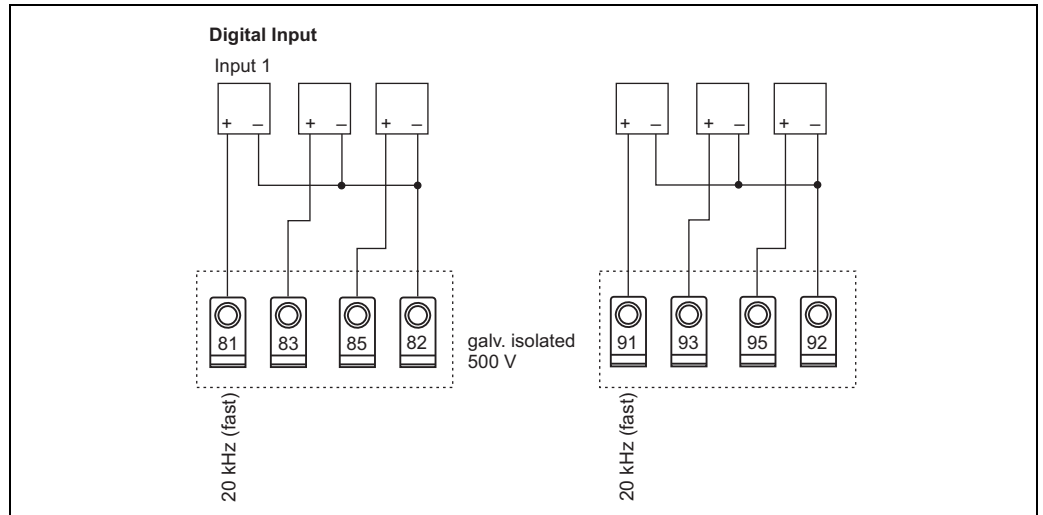 Digital Input
Input 1
+ – + – + –
+ – + – + –
81 83 85 82
galv. isolated
500 V
91 93 95 92
20 kHz (fast)
20 kHz (fast)